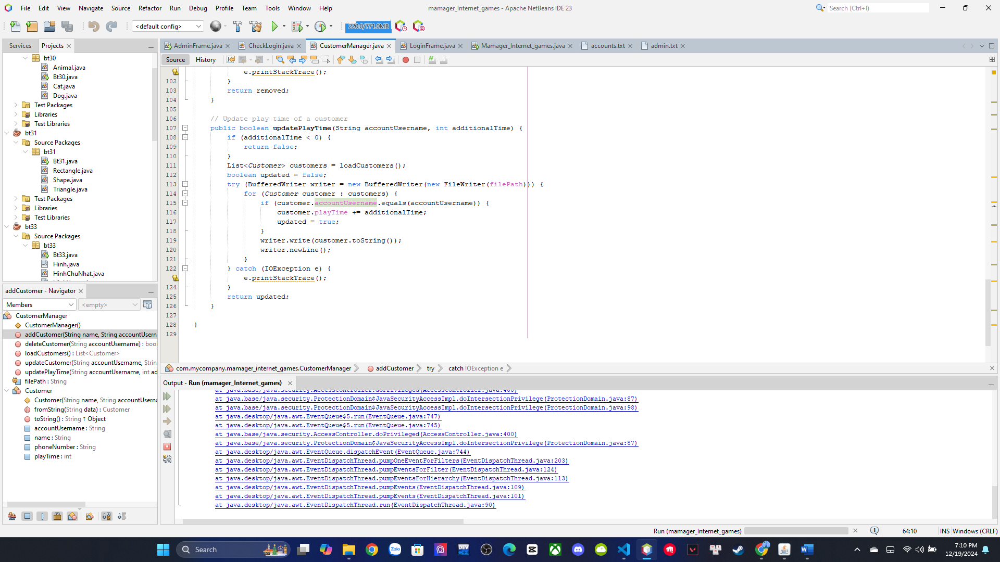 File Edit View Navigate Source Refactor Run Debug Profile Team Tools Window Help
mamager_Internet_games - Apache NetBeans IDE 23
Search (Ctrl+I)
<default config>
220.0/771.0MB
Services
Projects
AdminFrame.java
CheckLogin.java
CustomerManager.java
LoginFrame.java
Mamager_Internet_games.java
accounts.txt
admin.txt
Source
History
bt30
Animal.java
Bt30.java
Cat.java
Dog.java
Test Packages
Libraries
Test Libraries
bt31
Source Packages
bt31
Bt31.java
Rectangle.java
Shape.java
Triangle.java
Test Packages
Libraries
Test Libraries
bt33
Source Packages
bt33
Bt33.java
Hinh.java
HinhChuNhat.java
e.printStackTrace();
102 }
103 return removed;
104 }
105
106 // Update play time of a customer
107 public boolean updatePlayTime(String accountUsername, int additionalTime) {
108 if (additionalTime < 0) {
109 return false;
110 }
111 List<Customer> customers = loadCustomers();
112 boolean updated = false;
113 try (BufferedWriter writer = new BufferedWriter(new FileWriter(filePath))) {
114 for (Customer customer : customers) {
115 if (customer.accountUsername.equals(accountUsername)) {
116 customer.playTime += additionalTime;
117 updated = true;
118 }
119 writer.write(customer.toString());
120 writer.newLine();
121 }
122 } catch (IOException e) {
e.printStackTrace();
124 }
125 return updated;
126 }
127
128 }
129
addCustomer - Navigator
Members
<empty>
CustomerManager
CustomerManager()
addCustomer(String name, String accountUsern
deleteCustomer(String accountUsername) : bool
loadCustomers() : List<Customer>
updateCustomer(String accountUsername, Strin
updatePlayTime(String accountUsername, int ad
filePath : String
Customer
Customer(String name, String accountUserna
fromString(String data) : Customer
toString() : String ↑ Object
accountUsername : String
name : String
phoneNumber : String
playTime : int
com.mycompany.mamager_internet_games.CustomerManager
addCustomer
try
catch IOException e
Output - Run (mamager_Internet_games)
at java.base/java.security.AccessController.doPrivileged(AccessController.java:400)
at java.base/java.security.ProtectionDomain$JavaSecurityAccessImpl.doIntersectionPrivilege(ProtectionDomain.java:87)
at java.base/java.security.ProtectionDomain$JavaSecurityAccessImpl.doIntersectionPrivilege(ProtectionDomain.java:98)
at java.desktop/java.awt.EventQueue$5.run(EventQueue.java:747)
at java.desktop/java.awt.EventQueue$5.run(EventQueue.java:745)
at java.base/java.security.AccessController.doPrivileged(AccessController.java:400)
at java.base/java.security.ProtectionDomain$JavaSecurityAccessImpl.doIntersectionPrivilege(ProtectionDomain.java:87)
at java.desktop/java.awt.EventQueue.dispatchEvent(EventQueue.java:744)
at java.desktop/java.awt.EventDispatchThread.pumpOneEventForFilters(EventDispatchThread.java:203)
at java.desktop/java.awt.EventDispatchThread.pumpEventsForFilter(EventDispatchThread.java:124)
at java.desktop/java.awt.EventDispatchThread.pumpEventsForHierarchy(EventDispatchThread.java:113)
at java.desktop/java.awt.EventDispatchThread.pumpEvents(EventDispatchThread.java:109)
at java.desktop/java.awt.EventDispatchThread.pumpEvents(EventDispatchThread.java:101)
at java.desktop/java.awt.EventDispatchThread.run(EventDispatchThread.java:90)
Run (mamager_Internet_games)
1
64:10
INS
Windows (CRLF)
Search
Zalo
DEV
7:10 PM
12/19/2024